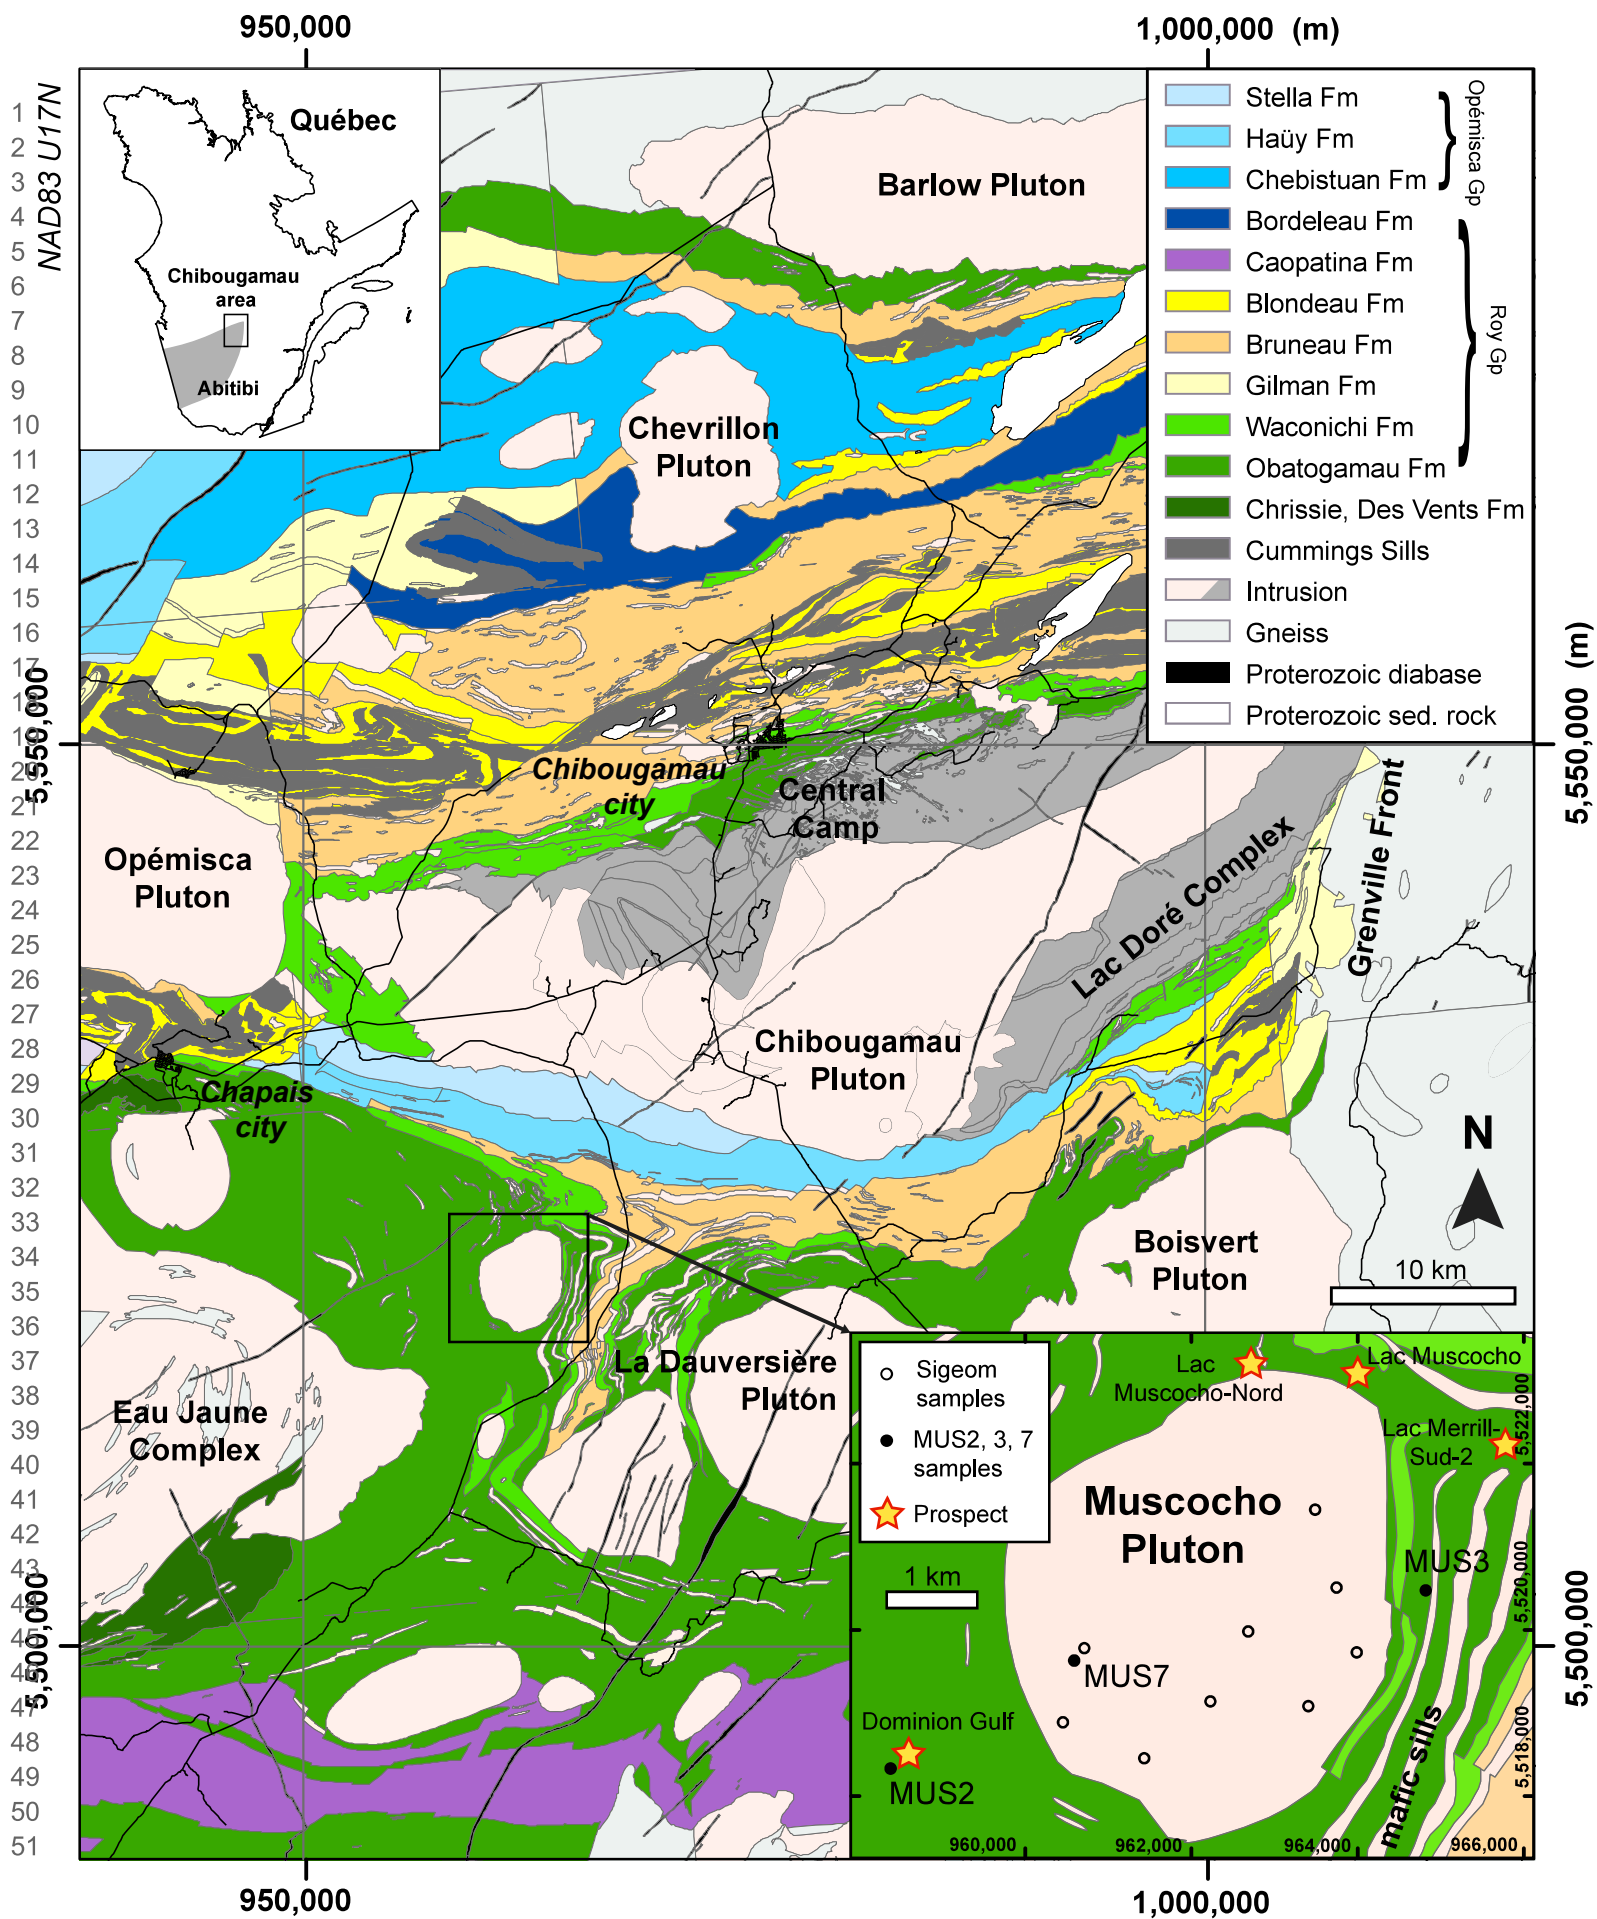 950,000
1,000,000 (m)
NAD83 U17N
1
2
3
4
5
6
7
8
9
10
11
12
13
14
15
16
17
18
19
20
21
22
23
24
25
26
27
28
29
30
31
32
33
34
35
36
37
38
39
40
41
42
43
44
45
46
47
48
49
50
51
Québec
Chibougamau
area
Abitibi
Stella Fm
Haüy Fm
Chebistuan Fm
Opémisca Gp
Bordeleau Fm
Caopatina Fm
Blondeau Fm
Bruneau Fm
Gilman Fm
Waconichi Fm
Obatogamau Fm
Roy Gp
Chrissie, Des Vents Fm
Cummings Sills
Intrusion
Gneiss
Proterozoic diabase
Proterozoic sed. rock
Barlow Pluton
Chevrillon
Pluton
5,550,000
5,550,000 (m)
Chibougamau
city
Central
Camp
Opémisca
Pluton
Lac Doré Complex
Grenville Front
Chibougamau
Pluton
Chapais
city
N
Boisvert
Pluton
10 km
La Dauversière
Pluton
Eau Jaune
Complex
5,500,000
5,500,000 (m)
Sigeom
samples
MUS2, 3, 7
samples
Prospect
1 km
Lac
Muscocho-Nord
Lac Muscocho
Lac Merrill-
Sud-2
Muscocho
Pluton
MUS3
MUS7
Dominion Gulf
MUS2
mafic sills
5,522,000
5,520,000
5,518,000
960,000
962,000
964,000
966,000
950,000
1,000,000